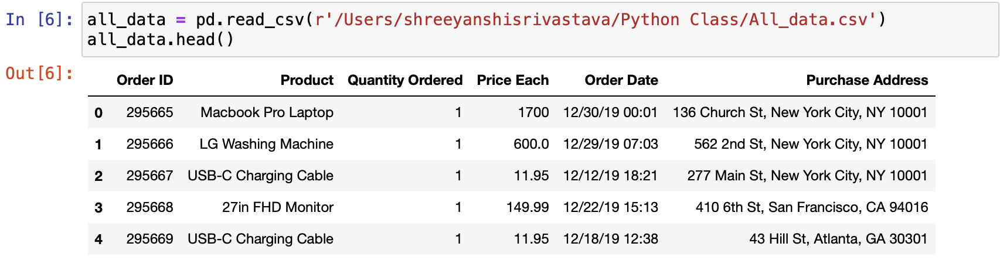 In [6]: all_data = pd.read_csv(r'/Users/shreeyanshisrivastava/Python Class/All_data.csv')
all_data.head()
Out[6]:
Order ID Product Quantity Ordered Price Each Order Date Purchase Address
0 295665 Macbook Pro Laptop 1 1700 12/30/19 00:01 136 Church St, New York City, NY 10001
1 295666 LG Washing Machine 1 600.0 12/29/19 07:03 562 2nd St, New York City, NY 10001
2 295667 USB-C Charging Cable 1 11.95 12/12/19 18:21 277 Main St, New York City, NY 10001
3 295668 27in FHD Monitor 1 149.99 12/22/19 15:13 410 6th St, San Francisco, CA 94016
4 295669 USB-C Charging Cable 1 11.95 12/18/19 12:38 43 Hill St, Atlanta, GA 30301